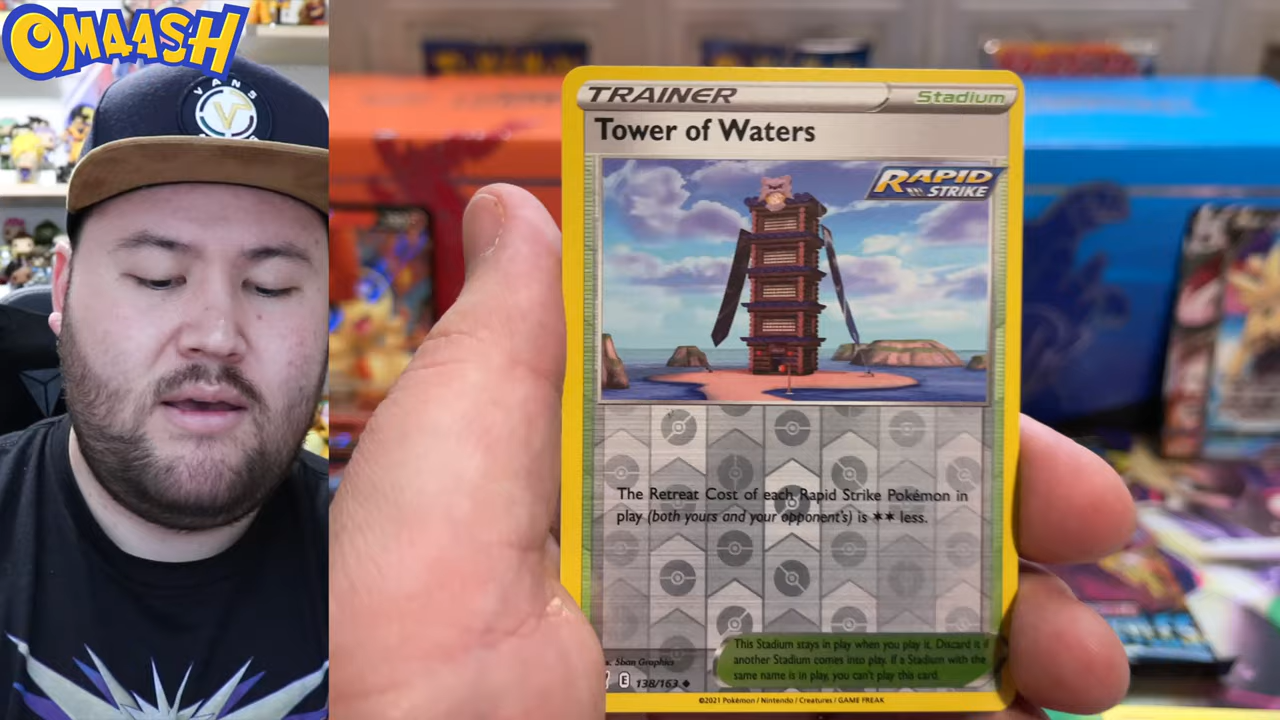 OMAASH
VANS
TRAINER
Stadium
Tower of Waters
RAPID
STRIKE
The Retreat Cost of each Rapid Strike Pokémon in
play (both yours and your opponent's) is ✶✶ less.
This Stadium stays in play when you play it. Discard it if
another Stadium comes into play. If a Stadium with the
same name is in play, you can't play this card.
5ban Graphics
E 138/163 ◆
©2021 Pokémon / Nintendo / Creatures / GAME FREAK